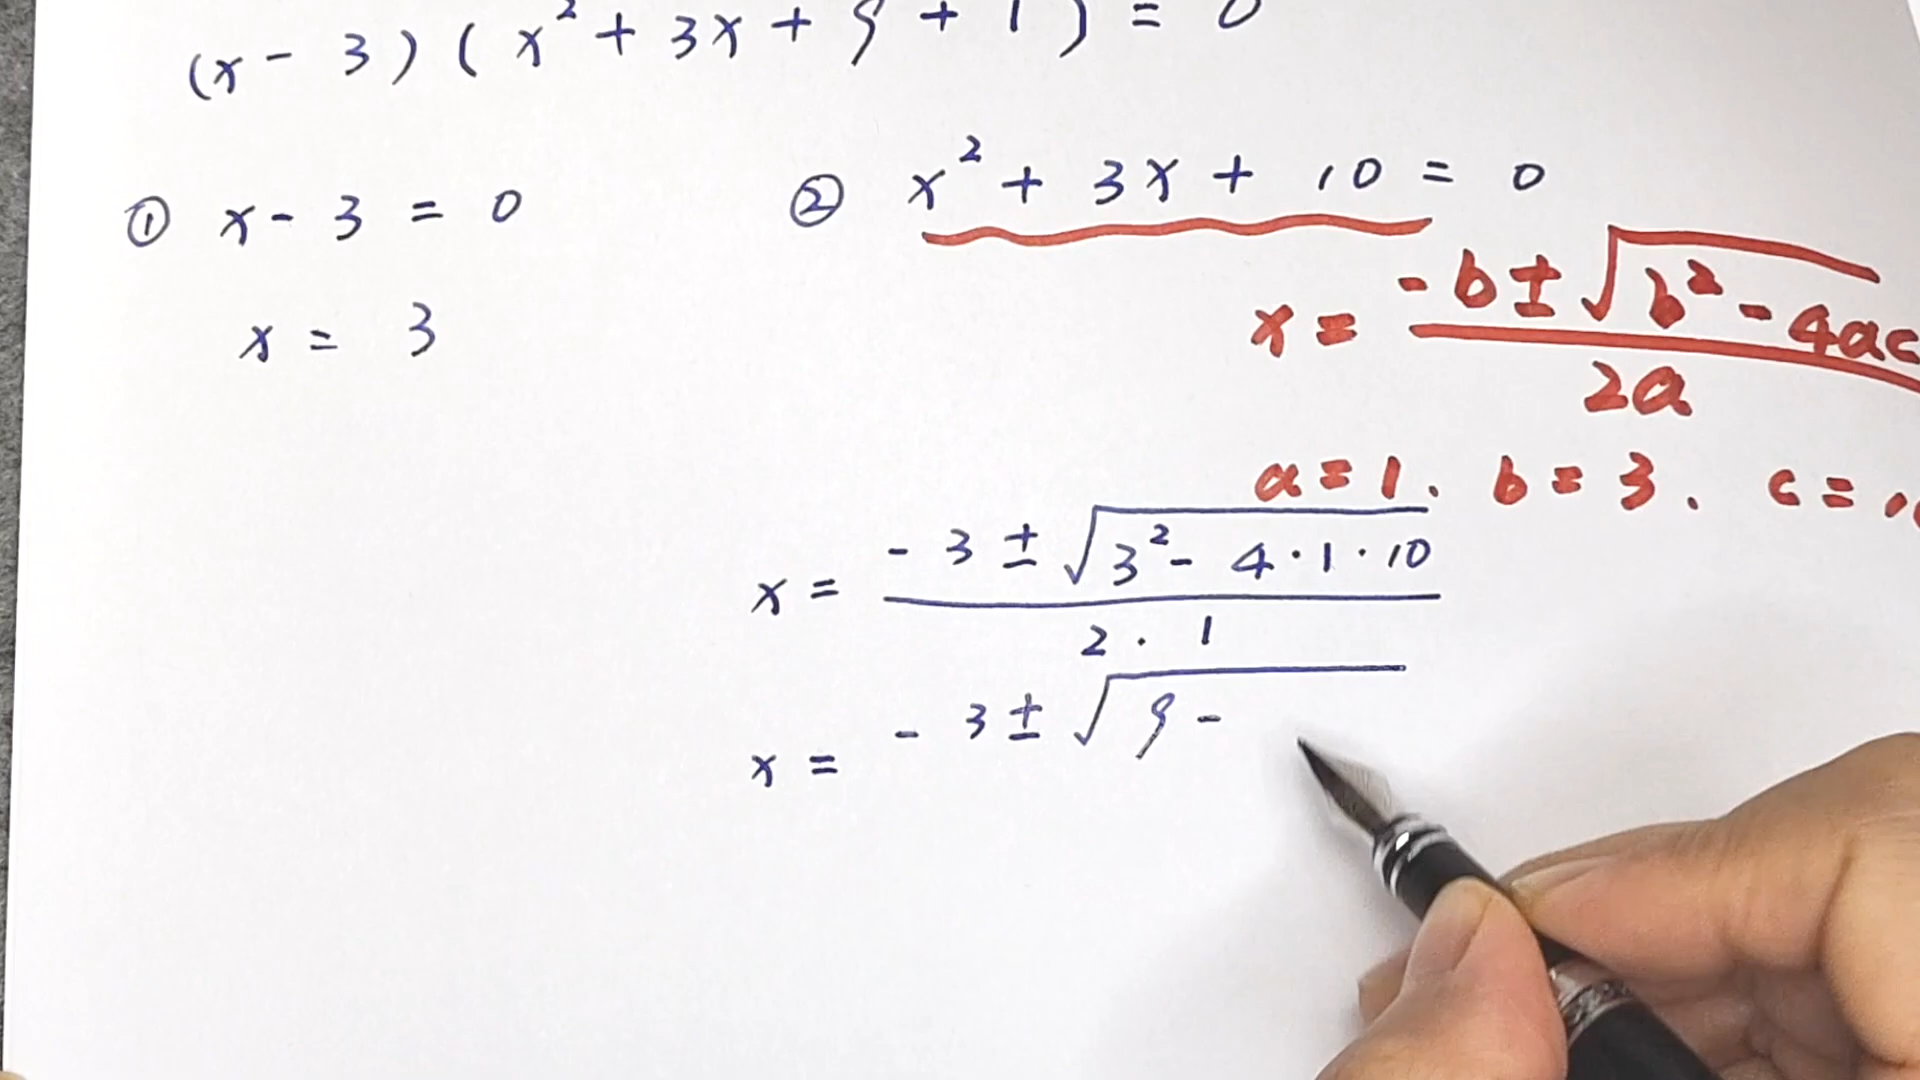 (x - 3)(x² + 3x + 9 + 1) = 0
① x - 3 = 0
x = 3
② x² + 3x + 10 = 0
x = (-b ± √(b² - 4ac)) / 2a
a = 1. b = 3. c =
x = (-3 ± √(3² - 4 · 1 · 10)) / (2 · 1)
x = -3 ± √(9 -